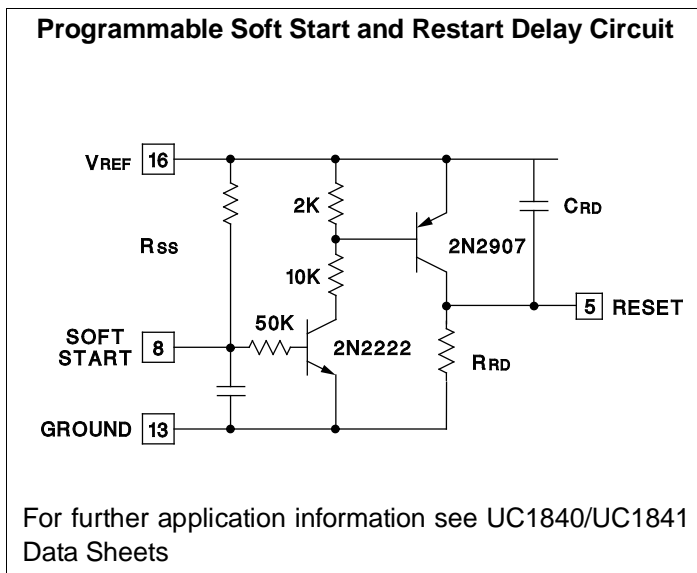 Programmable Soft Start and Restart Delay Circuit
VREF 16
2K
CRD
2N2907
RSS
10K
5 RESET
50K
SOFT
START 8
2N2222
RRD
GROUND 13
For further application information see UC1840/UC1841
Data Sheets